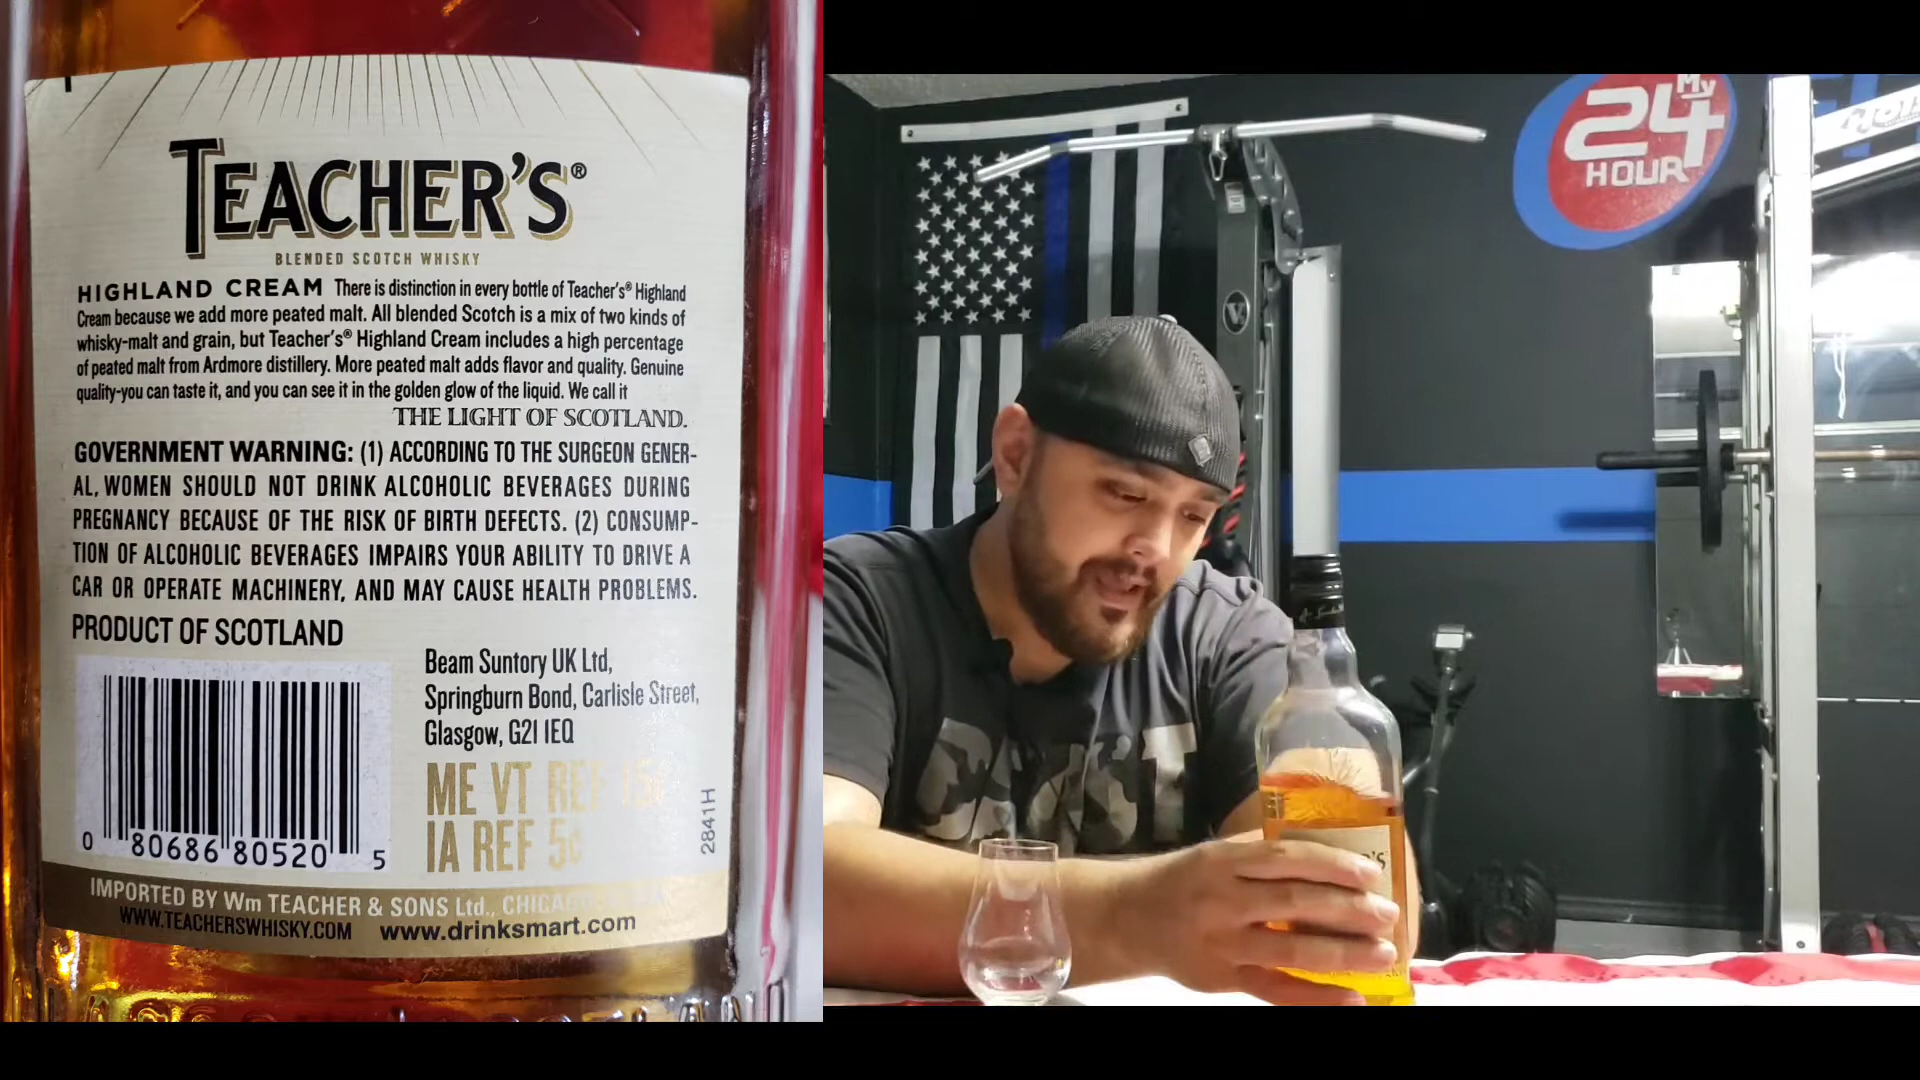 TEACHER'S®
BLENDED SCOTCH WHISKY
HIGHLAND CREAM There is distinction in every bottle of Teacher's® Highland
Cream because we add more peated malt. All blended Scotch is a mix of two kinds of
whisky-malt and grain, but Teacher's® Highland Cream includes a high percentage
of peated malt from Ardmore distillery. More peated malt adds flavor and quality. Genuine
quality-you can taste it, and you can see it in the golden glow of the liquid. We call it
THE LIGHT OF SCOTLAND.
GOVERNMENT WARNING: (1) ACCORDING TO THE SURGEON GENER-
AL, WOMEN SHOULD NOT DRINK ALCOHOLIC BEVERAGES DURING
PREGNANCY BECAUSE OF THE RISK OF BIRTH DEFECTS. (2) CONSUMP-
TION OF ALCOHOLIC BEVERAGES IMPAIRS YOUR ABILITY TO DRIVE A
CAR OR OPERATE MACHINERY, AND MAY CAUSE HEALTH PROBLEMS.
PRODUCT OF SCOTLAND
Beam Suntory UK Ltd,
Springburn Bond, Carlisle Street,
Glasgow, G21 1EQ
ME VT REF 15¢
IA REF 5¢
2841H
0 80686 80520 5
IMPORTED BY Wm TEACHER & SONS Ltd., CHICAGO
WWW.TEACHERSWHISKY.COM www.drinksmart.com
My
24
HOUR